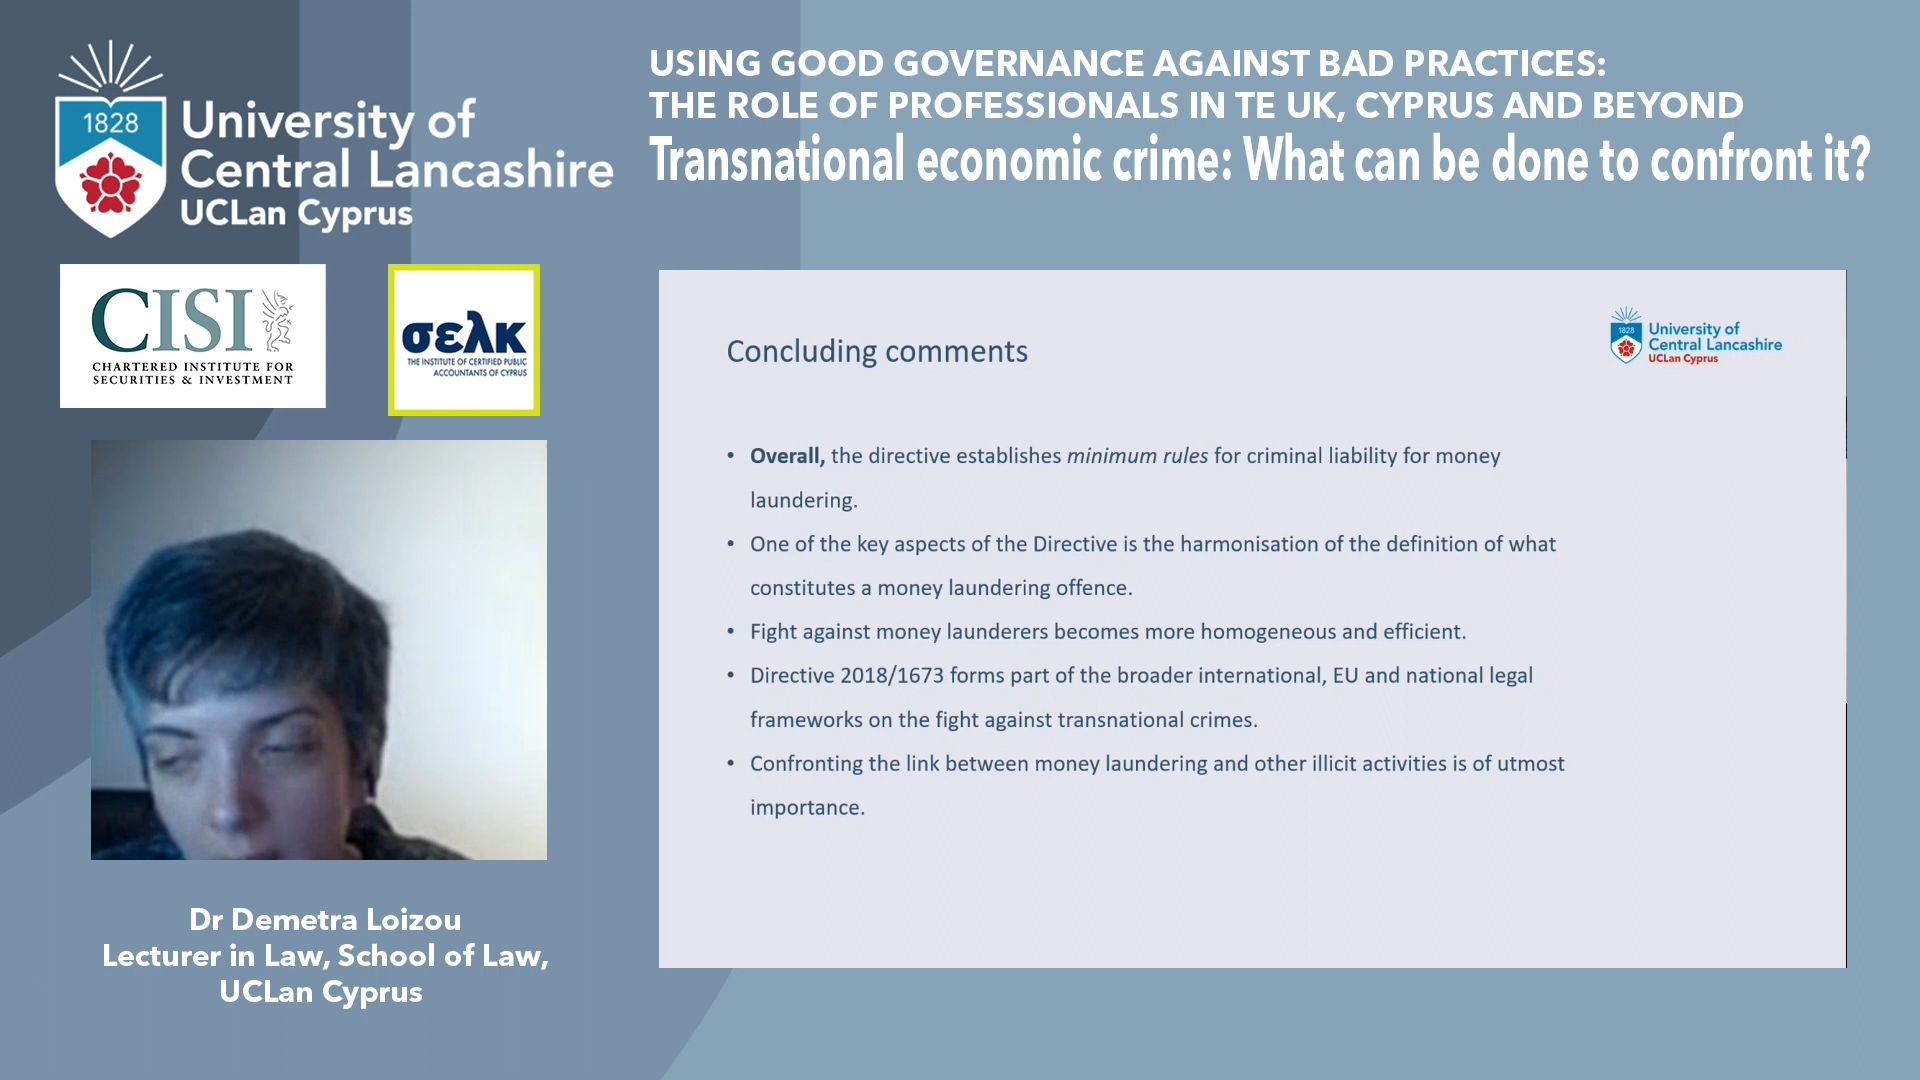 1828
University of
Central Lancashire
UCLan Cyprus
USING GOOD GOVERNANCE AGAINST BAD PRACTICES:
THE ROLE OF PROFESSIONALS IN TE UK, CYPRUS AND BEYOND
Transnational economic crime: What can be done to confront it?
CISI
CHARTERED INSTITUTE FOR
SECURITIES & INVESTMENT
σελκ
THE INSTITUTE OF CERTIFIED PUBLIC
ACCOUNTANTS OF CYPRUS
Concluding comments
1828
University of
Central Lancashire
UCLan Cyprus
• Overall, the directive establishes minimum rules for criminal liability for money
laundering.
• One of the key aspects of the Directive is the harmonisation of the definition of what
constitutes a money laundering offence.
• Fight against money launderers becomes more homogeneous and efficient.
• Directive 2018/1673 forms part of the broader international, EU and national legal
frameworks on the fight against transnational crimes.
• Confronting the link between money laundering and other illicit activities is of utmost
importance.
Dr Demetra Loizou
Lecturer in Law, School of Law,
UCLan Cyprus